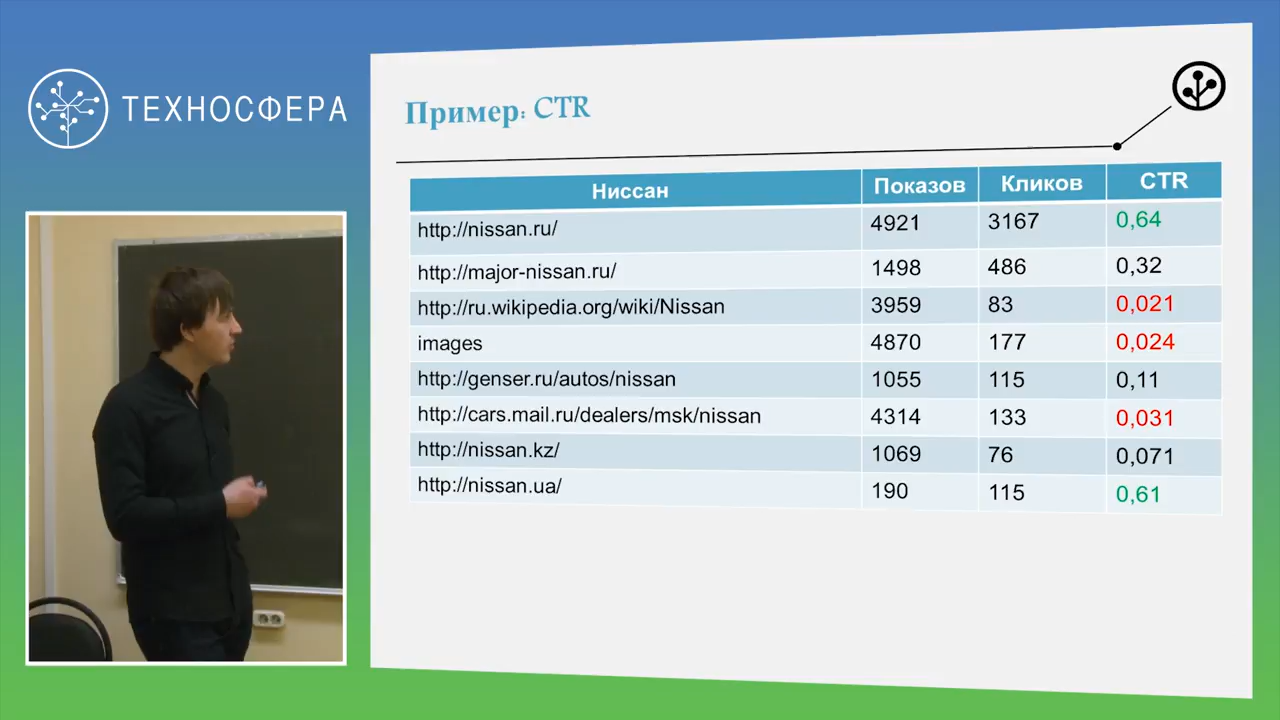 ТЕХНОСФЕРА
Пример: CTR
Ниссан Показов Кликов CTR
http://nissan.ru/ 4921 3167 0,64
http://major-nissan.ru/ 1498 486 0,32
http://ru.wikipedia.org/wiki/Nissan 3959 83 0,021
images 4870 177 0,024
http://genser.ru/autos/nissan 1055 115 0,11
http://cars.mail.ru/dealers/msk/nissan 4314 133 0,031
http://nissan.kz/ 1069 76 0,071
http://nissan.ua/ 190 115 0,61